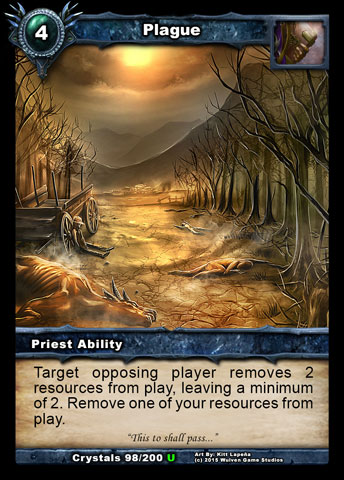 4
Plague
Priest Ability
Target opposing player removes 2
resources from play, leaving a minimum
of 2. Remove one of your resources from
play.
"This to shall pass..."
Crystals 98/200 U
Art By: Kitt Lapeña
(c) 2015 Wulven Game Studios